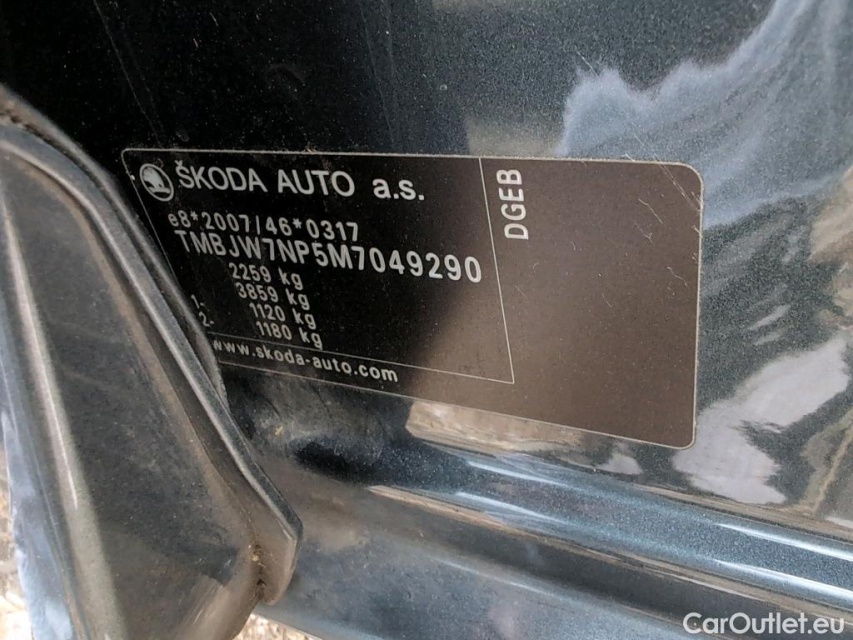 ŠKODA AUTO a.s.
e8*2007/46*0317
TMBJW7NP5M7049290
2259 kg
3859 kg
1- 1120 kg
2- 1180 kg
www.skoda-auto.com
DGEB
CarOutlet.eu